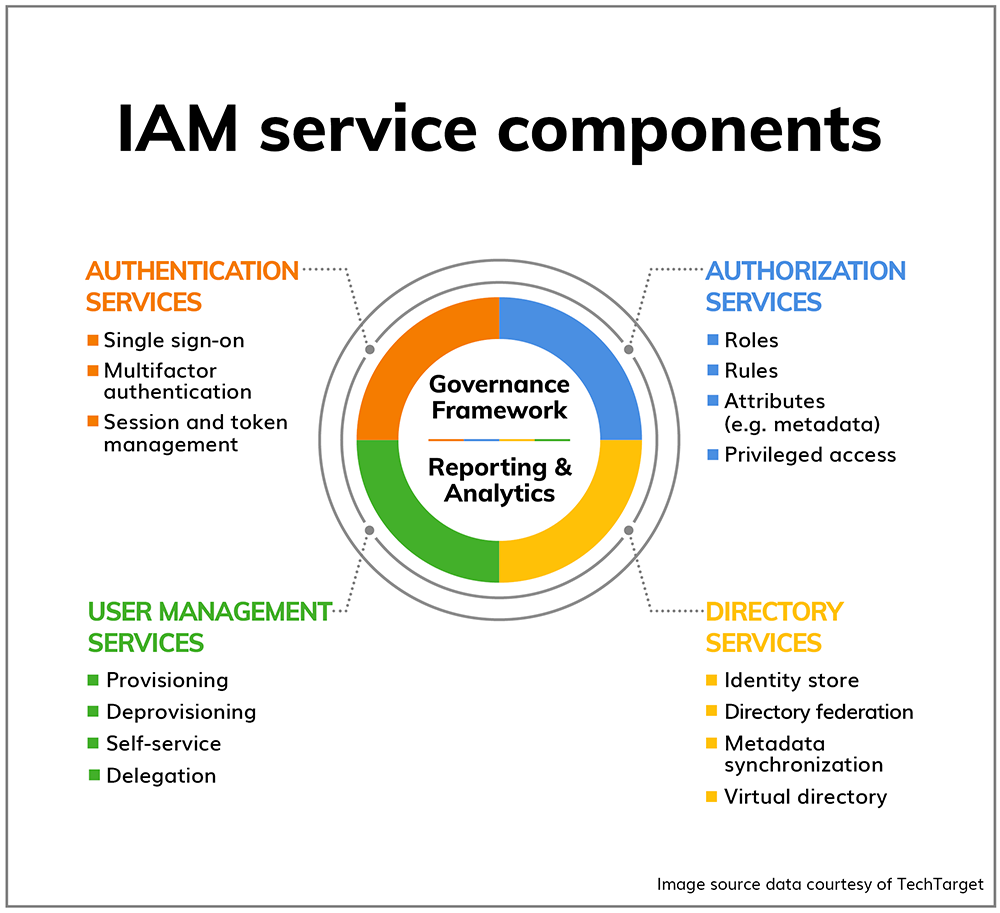 IAM service components
AUTHENTICATION
SERVICES
Single sign-on
Multifactor
authentication
Session and token
management
AUTHORIZATION
SERVICES
Roles
Rules
Attributes
(e.g. metadata)
Privileged access
Governance
Framework
Reporting &
Analytics
USER MANAGEMENT
SERVICES
Provisioning
Deprovisioning
Self-service
Delegation
DIRECTORY
SERVICES
Identity store
Directory federation
Metadata
synchronization
Virtual directory
Image source data courtesy of TechTarget